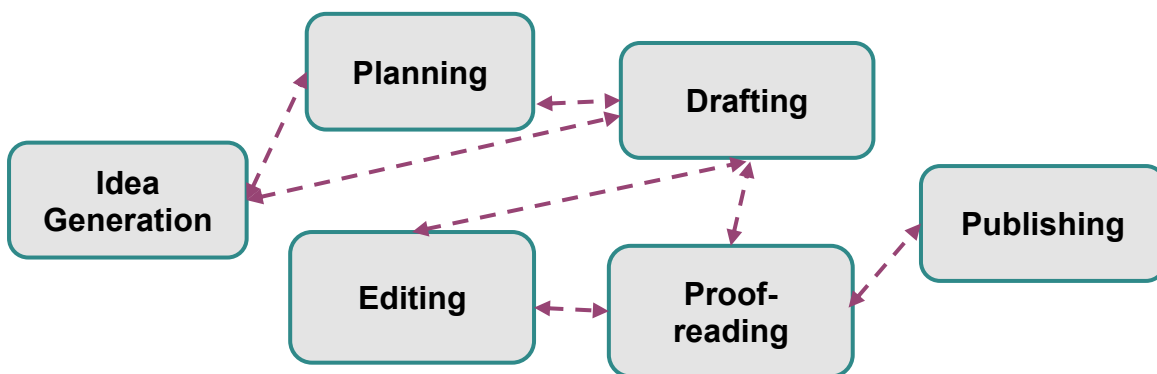 Planning
Drafting
Idea
Generation
Publishing
Editing
Proof-
reading